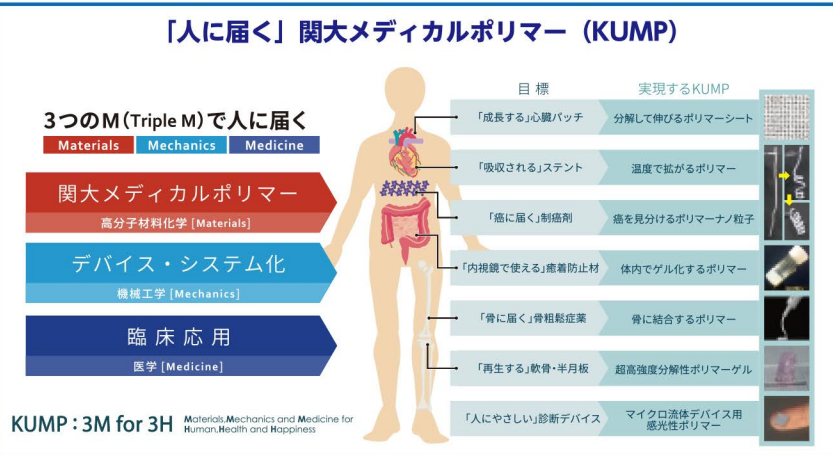 「人に届く」関大メディカルポリマー（KUMP）
3つのM（Triple M）で人に届く
Materials Mechanics Medicine
関大メディカルポリマー
高分子材料化学 [Materials]
デバイス・システム化
機械工学 [Mechanics]
臨床応用
医学 [Medicine]
KUMP：3M for 3H
Materials,Mechanics and Medicine for
Human,Health and Happiness
目標 実現するKUMP
「成長する」心臓パッチ 分解して伸びるポリマーシート
「吸収される」ステント 温度で拡がるポリマー
「癌に届く」制癌剤 癌を見分けるポリマーナノ粒子
「内視鏡で使える」癒着防止材 体内でゲル化するポリマー
「骨に届く」骨粗鬆症薬 骨に結合するポリマー
「再生する」軟骨・半月板 超高強度分解性ポリマーゲル
「人にやさしい」診断デバイス マイクロ流体デバイス用
感光性ポリマー